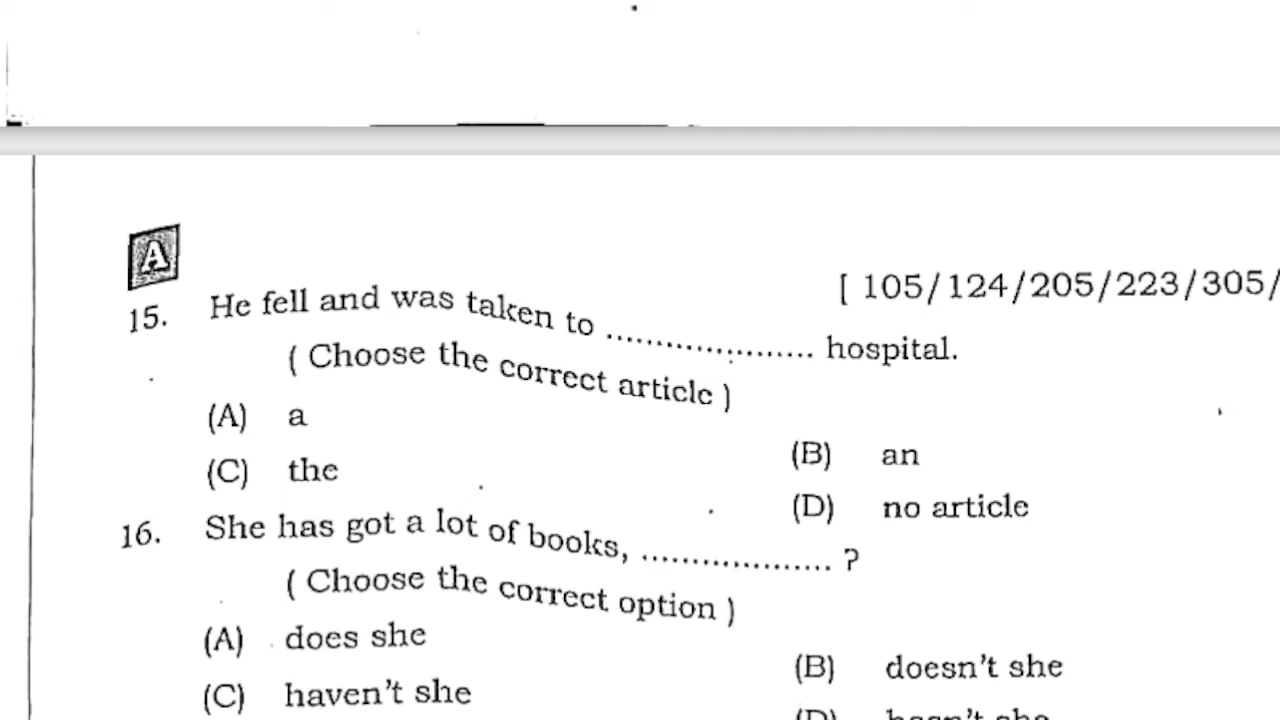 A
[ 105/124/205/223/305/
15. He fell and was taken to .................... hospital.
( Choose the correct article )
(A) a
(B) an
(C) the
(D) no article
16. She has got a lot of books, ................... ?
( Choose the correct option )
(A) does she
(B) doesn't she
(C) haven't she
(D) hasn't she